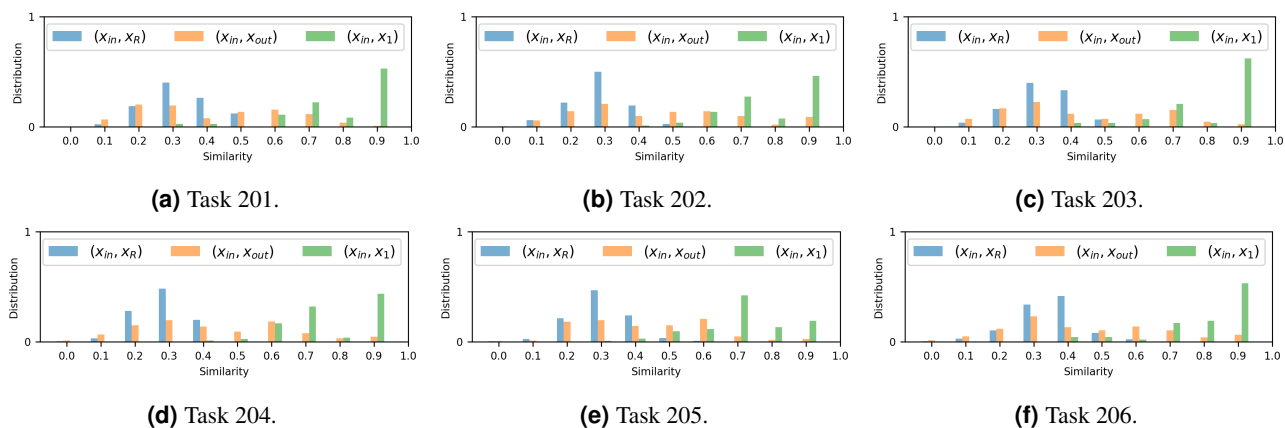 1
(x_in, x_R) (x_in, x_out) (x_in, x_1)
Distribution
0
0.0 0.1 0.2 0.3 0.4 0.5 0.6 0.7 0.8 0.9 1.0
Similarity
(a) Task 201.
1
(x_in, x_R) (x_in, x_out) (x_in, x_1)
Distribution
0
0.0 0.1 0.2 0.3 0.4 0.5 0.6 0.7 0.8 0.9 1.0
Similarity
(b) Task 202.
1
(x_in, x_R) (x_in, x_out) (x_in, x_1)
Distribution
0
0.0 0.1 0.2 0.3 0.4 0.5 0.6 0.7 0.8 0.9 1.0
Similarity
(c) Task 203.
1
(x_in, x_R) (x_in, x_out) (x_in, x_1)
Distribution
0
0.0 0.1 0.2 0.3 0.4 0.5 0.6 0.7 0.8 0.9 1.0
Similarity
(d) Task 204.
1
(x_in, x_R) (x_in, x_out) (x_in, x_1)
Distribution
0
0.0 0.1 0.2 0.3 0.4 0.5 0.6 0.7 0.8 0.9 1.0
Similarity
(e) Task 205.
1
(x_in, x_R) (x_in, x_out) (x_in, x_1)
Distribution
0
0.0 0.1 0.2 0.3 0.4 0.5 0.6 0.7 0.8 0.9 1.0
Similarity
(f) Task 206.